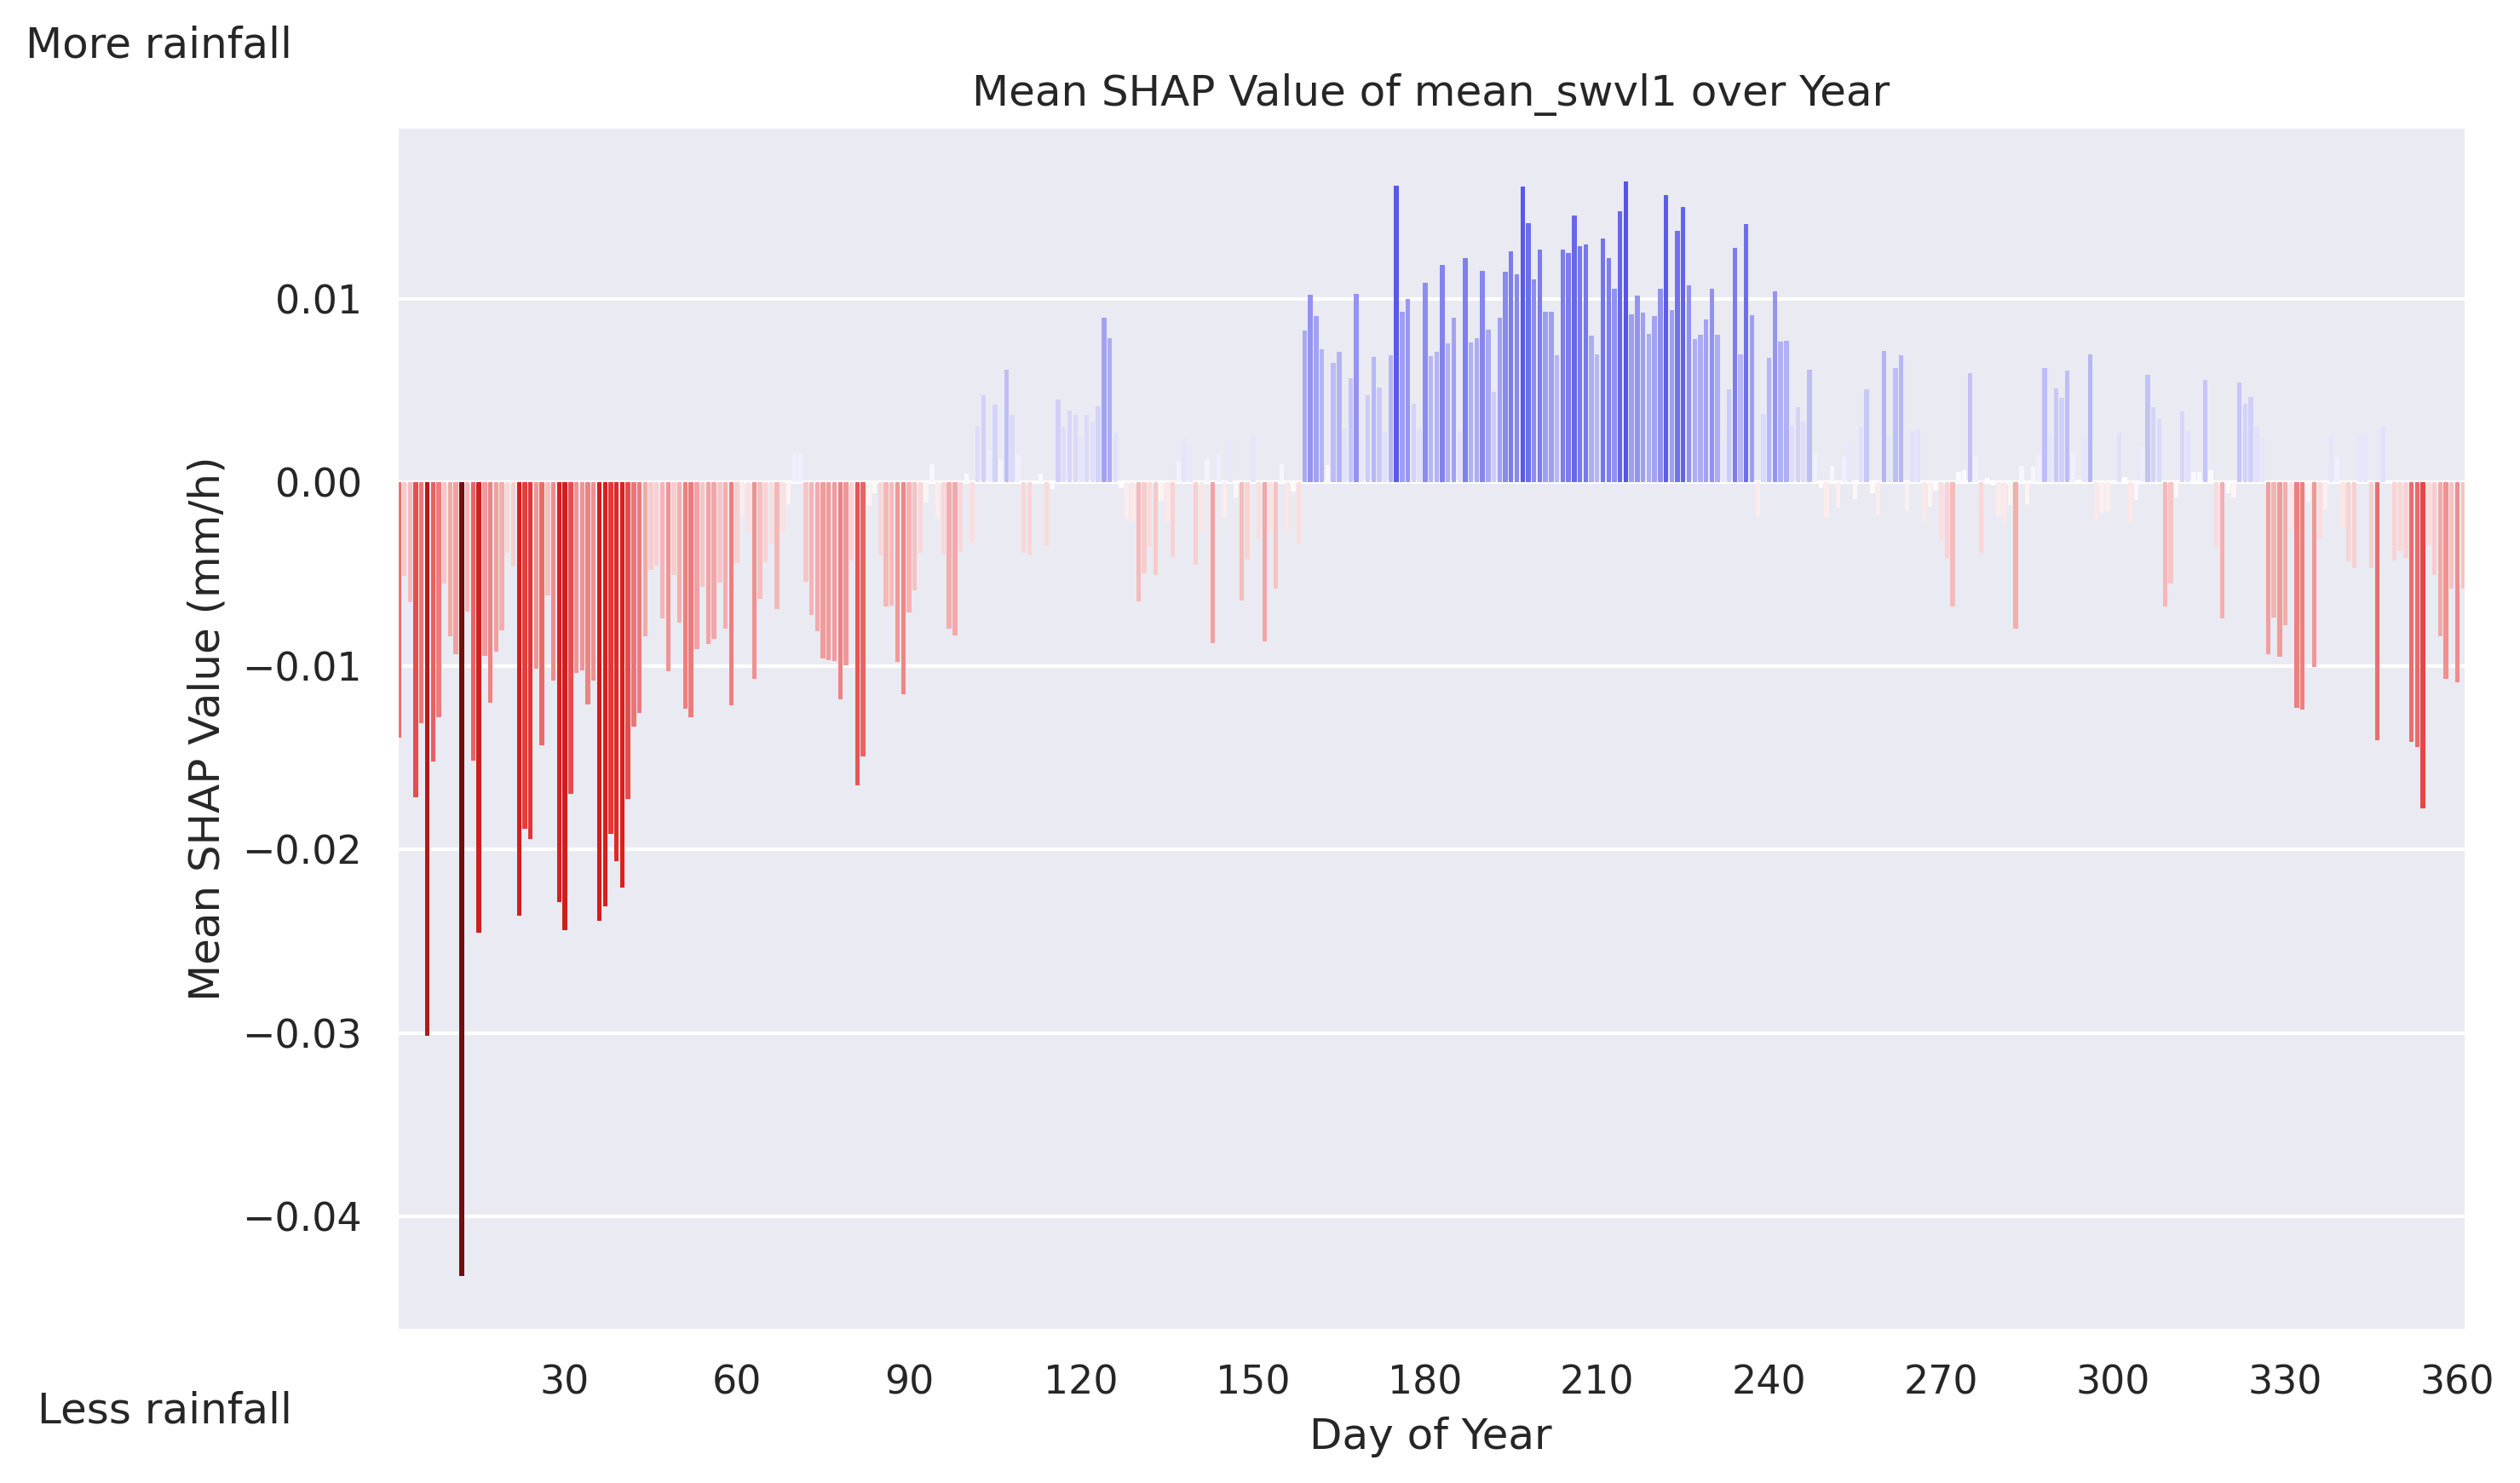 More rainfall
Mean SHAP Value of mean_swvl1 over Year
Mean SHAP Value (mm/h)
0.01
0.00
−0.01
−0.02
−0.03
−0.04
30 60 90 120 150 180 210 240 270 300 330 360
Less rainfall
Day of Year